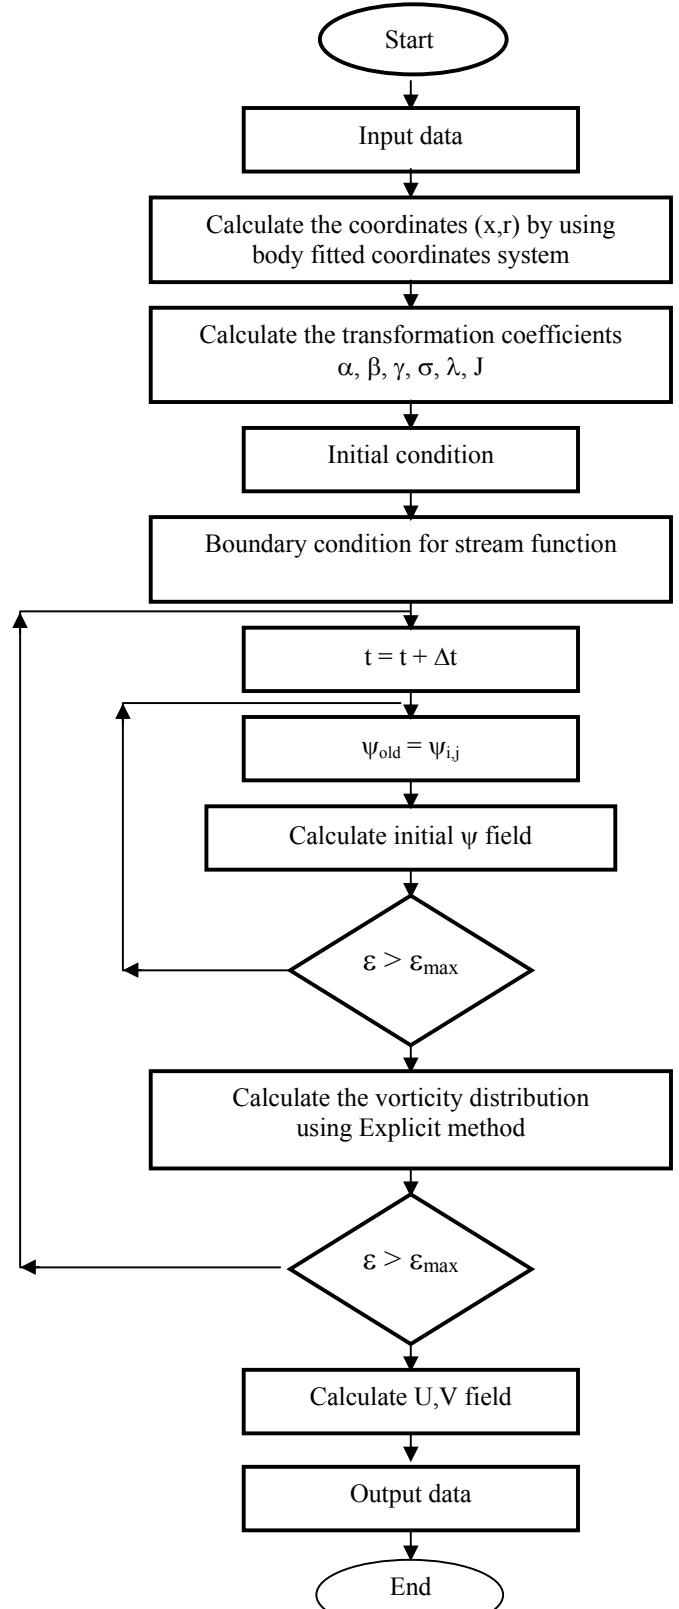 Start
Input data
Calculate the coordinates (x,r) by using
body fitted coordinates system
Calculate the transformation coefficients
α, β, γ, σ, λ, J
Initial condition
Boundary condition for stream function
t = t + Δt
ψold = ψi,j
Calculate initial ψ field
ε > εmax
Calculate the vorticity distribution
using Explicit method
ε > εmax
Calculate U,V field
Output data
End